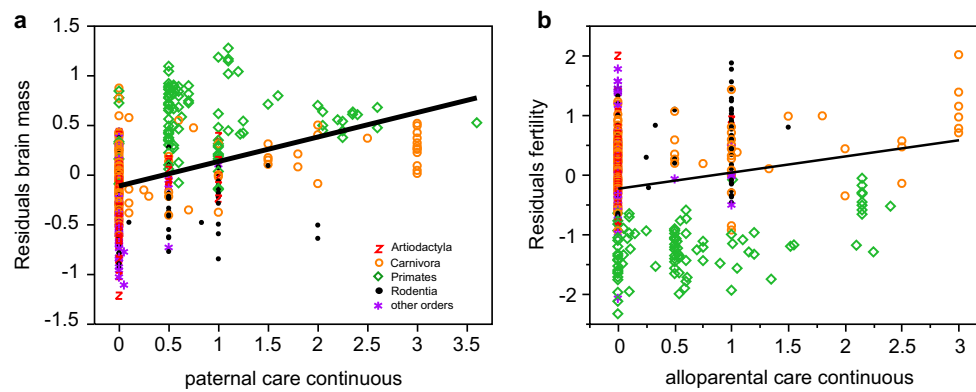 a
1.5
1
0.5
0
-0.5
-1
-1.5
Residuals brain mass
0 0.5 1 1.5 2 2.5 3 3.5
paternal care continuous
z Artiodactyla
Carnivora
Primates
Rodentia
* other orders
b
2
1
0
-1
-2
Residuals fertility
0 0.5 1 1.5 2 2.5 3
alloparental care continuous